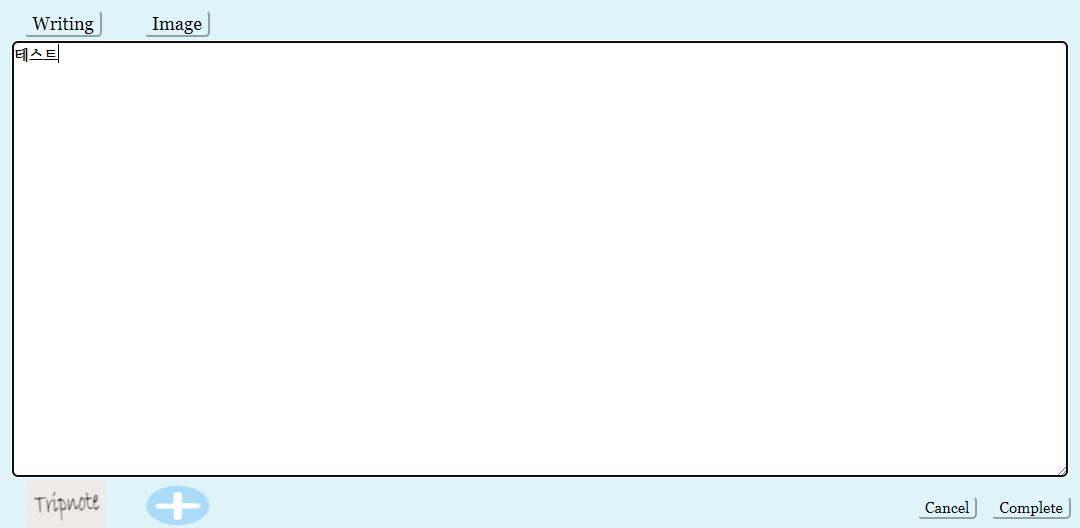 Writing Image
테스트
Tripnote
Cancel Complete